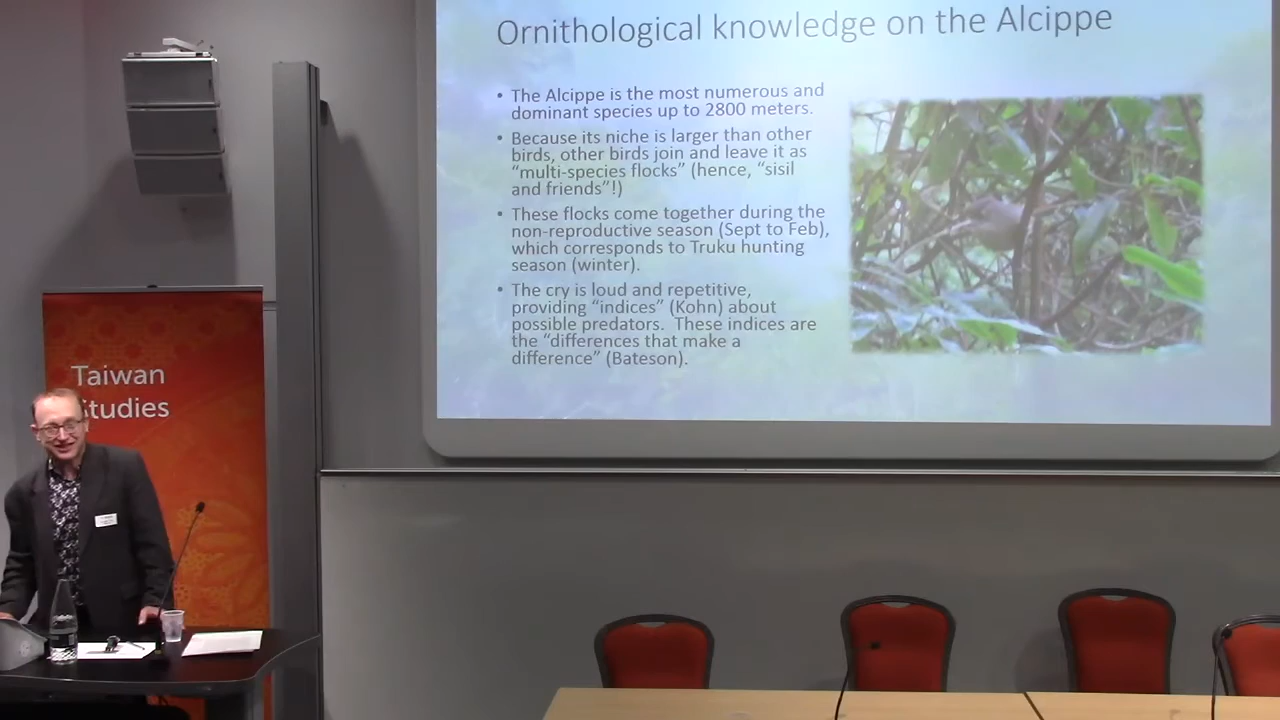 Ornithological knowledge on the Alcippe
• The Alcippe is the most numerous and
dominant species up to 2800 meters.
• Because its niche is larger than other
birds, other birds join and leave it as
“multi-species flocks” (hence, “sisil
and friends”!)
• These flocks come together during the
non-reproductive season (Sept to Feb),
which corresponds to Truku hunting
season (winter).
• The cry is loud and repetitive,
providing “indices” (Kohn) about
possible predators. These indices are
the “differences that make a
difference” (Bateson).
Taiwan
Studies